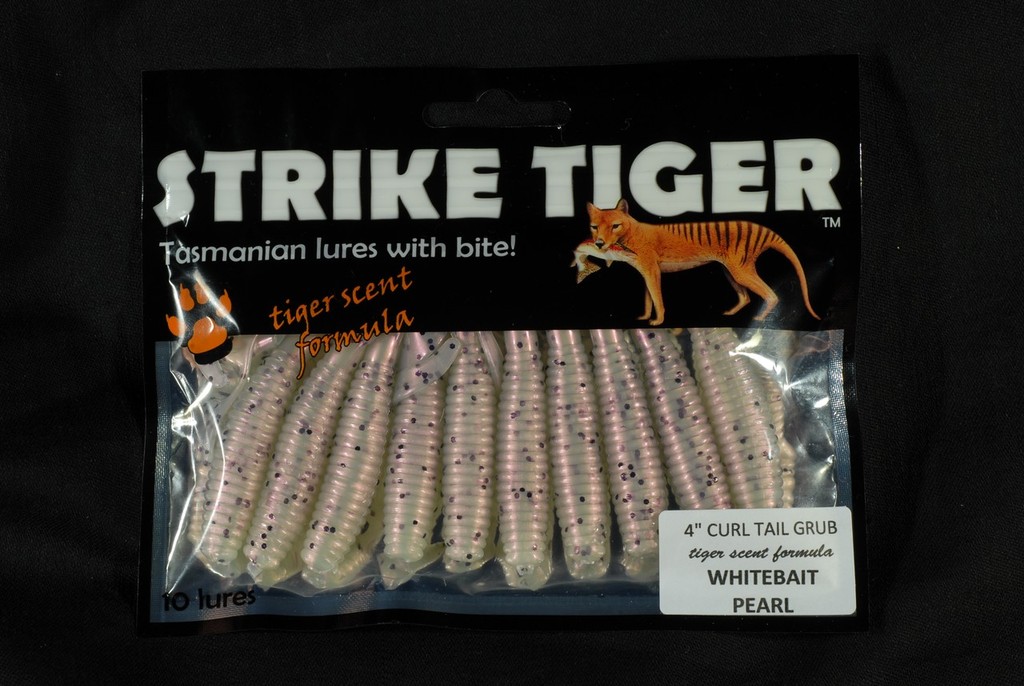 STRIKE TIGER
TM
Tasmanian lures with bite!
tiger scent
formula
10 lures
4" CURL TAIL GRUB
tiger scent formula
WHITEBAIT
PEARL